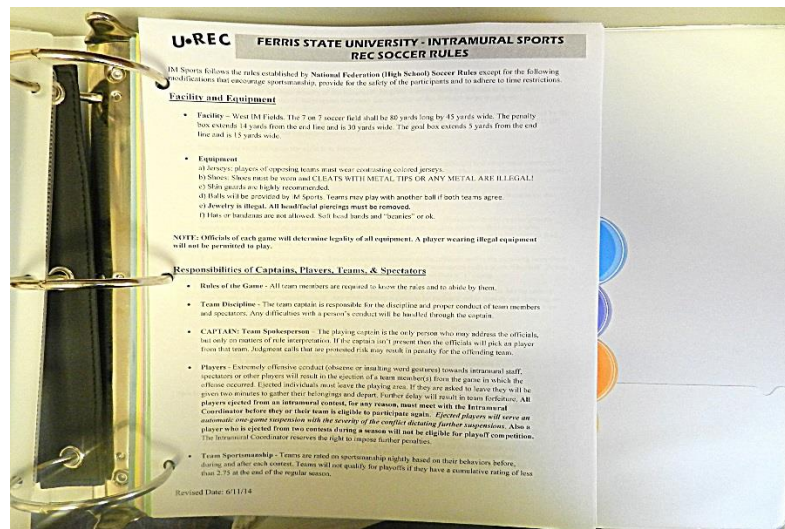 U•REC
FERRIS STATE UNIVERSITY - INTRAMURAL SPORTS
REC SOCCER RULES
IM Sports follows the rules established by National Federation (High School) Soccer Rules except for the following
modifications that encourage sportsmanship, provide for the safety of the participants and to adhere to time restrictions.
Facility and Equipment
• Facility – West IM Fields. The 7 on 7 soccer field shall be 80 yards long by 45 yards wide. The penalty
box extends 14 yards from the end line and is 30 yards wide. The goal box extends 5 yards from the end
line and is 15 yards wide.
• Equipment
a) Jerseys: players of opposing teams must wear contrasting colored jerseys.
b) Shoes: Shoes must be worn and CLEATS WITH METAL TIPS OR ANY METAL ARE ILLEGAL!
c) Shin guards are highly recommended.
d) Balls will be provided by IM Sports. Teams may play with another ball if both teams agree.
e) Jewelry is illegal. All head/facial piercings must be removed.
f) Hats or bandanas are not allowed. Soft head bands and "beanies" or ok.
NOTE: Officials of each game will determine legality of all equipment. A player wearing illegal equipment
will not be permitted to play.
Responsibilities of Captains, Players, Teams, & Spectators
• Rules of the Game - All team members are required to know the rules and to abide by them.
• Team Discipline - The team captain is responsible for the discipline and proper conduct of team members
and spectators. Any difficulties with a person's conduct will be handled through the captain.
• CAPTAIN: Team Spokesperson – The playing captain is the only person who may address the officials,
but only on matters of rule interpretation. If the captain isn't present then the officials will pick an player
from that team. Judgment calls that are protested risk may result in penalty for the offending team.
• Players - Extremely offensive conduct (obscene or insulting word gestures) towards intramural staff,
spectators or other players will result in the ejection of a team member(s) from the game in which the
offense occurred. Ejected individuals must leave the playing area. If they are asked to leave they will be
given two minutes to gather their belongings and depart. Further delay will result in team forfeiture. All
players ejected from an intramural contest, for any reason, must meet with the Intramural
Coordinator before they or their team is eligible to participate again. Ejected players will serve an
automatic one-game suspension with the severity of the conflict dictating further suspensions. Also a
player who is ejected from two contests during a season will not be eligible for playoff competition.
The Intramural Coordinator reserves the right to impose further penalties.
• Team Sportsmanship - Teams are rated on sportsmanship nightly based on their behaviors before,
during and after each contest. Teams will not qualify for playoffs if they have a cumulative rating of less
than 2.75 at the end of the regular season.
Revised Date: 6/11/14